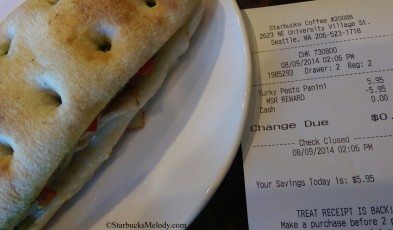 Starbucks Coffee #20088
2623 NE University Village St.
Seattle, WA 206-523-1718
CHK 730800
08/09/2014 02:06 PM
1985293 Drawer: 2 Reg: 2
Turky Pesto Panini 5.95
MSR REWARD -5.95
Cash 0.00
Change Due $0.
Check Closed
08/09/2014 02:06 PM
Your Savings Today is: $5.95
TREAT RECEIPT IS BACK!
Make a purchase before 2 p
©StarbucksMelody.com